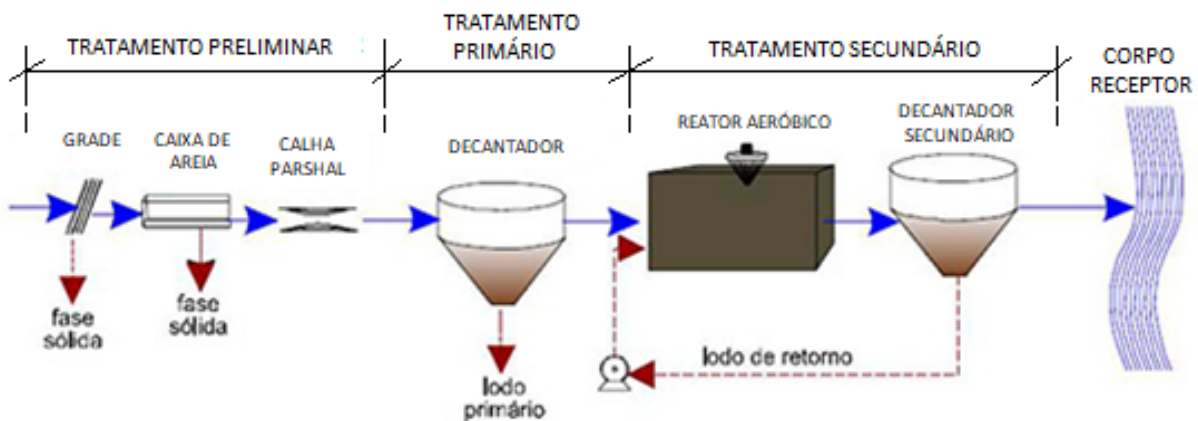 TRATAMENTO PRELIMINAR
TRATAMENTO
PRIMÁRIO
TRATAMENTO SECUNDÁRIO
CORPO
RECEPTOR
GRADE
CAIXA DE
AREIA
CALHA
PARSHAL
DECANTADOR
REATOR AERÓBICO
DECANTADOR
SECUNDÁRIO
fase
sólida
fase
sólida
lodo
primário
lodo de retorno